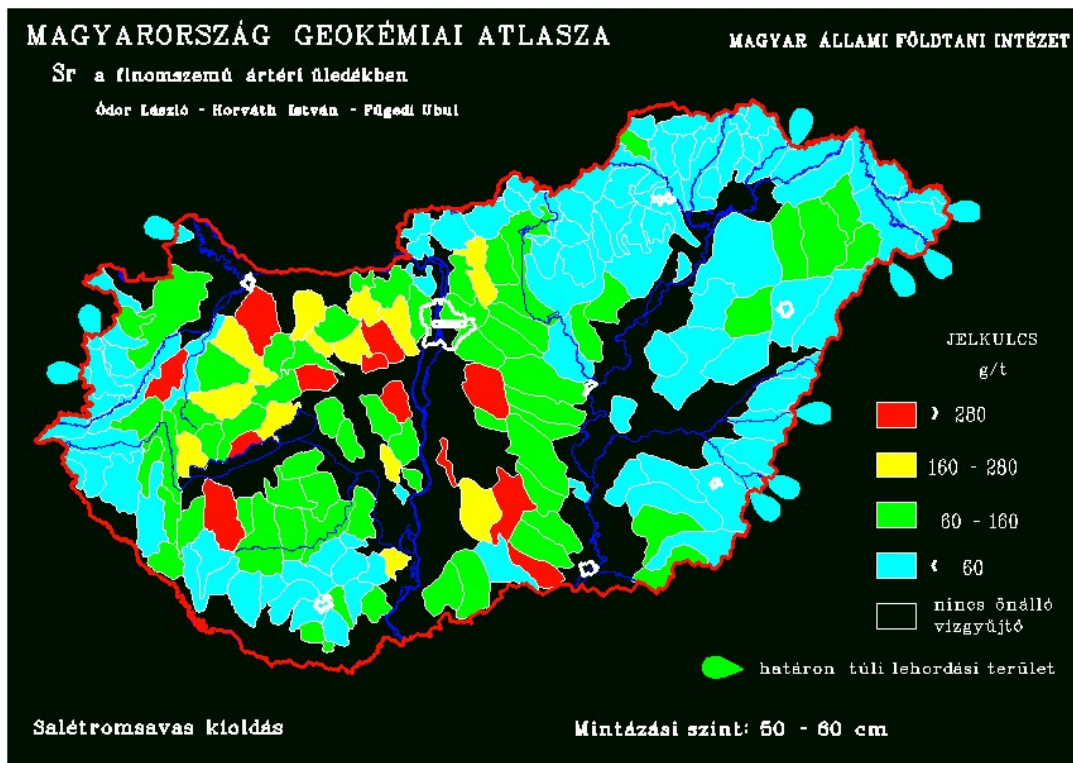 MAGYARORSZÁG GEOKÉMIAI ATLASZA
MAGYAR ÁLLAMI FÖLDTANI INTÉZET
Sr a finomszemű ártéri üledékben
Ódor László - Horváth István - Fügedi Ubul
JELKULCS
g/t
> 280
160 - 280
60 - 160
< 60
nincs önálló
vízgyűjtő
határon túli lehordási terület
Salétromsavas kioldás
Mintázási szint: 50 - 60 cm